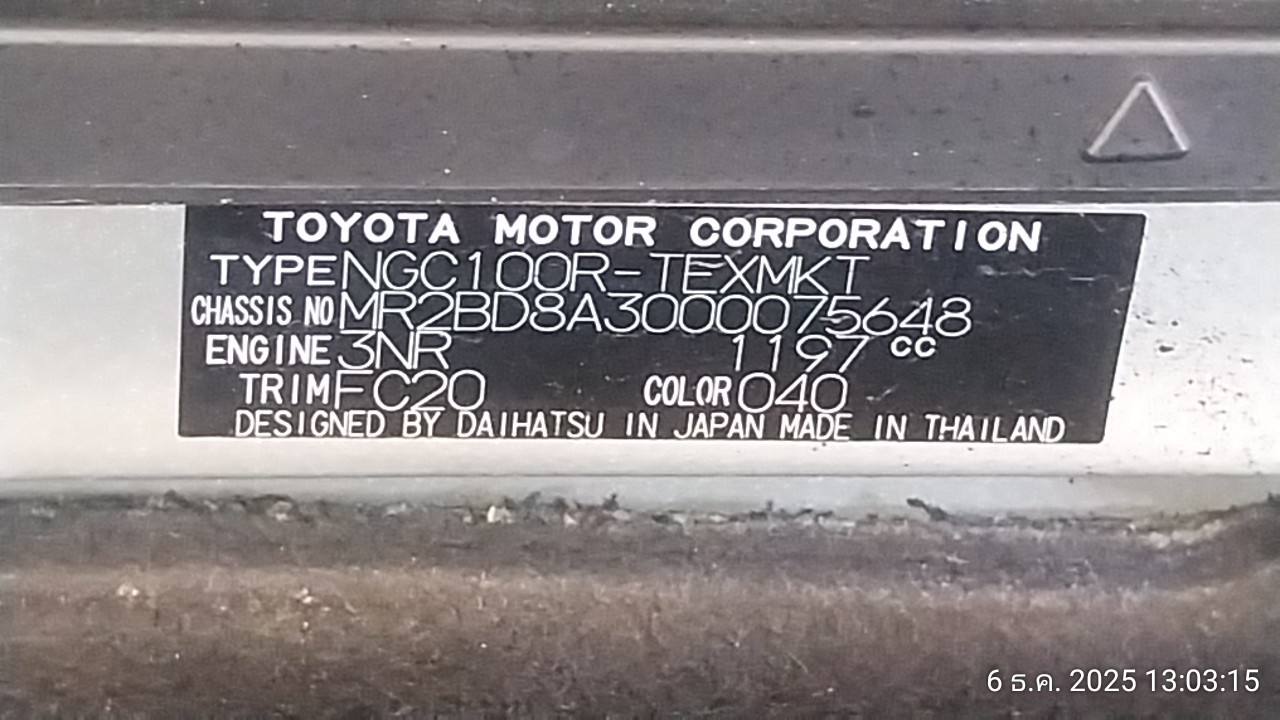 TOYOTA MOTOR CORPORATION
TYPE NGC100R-TEXMKT
CHASSIS NO MR2BD8A3000075648
ENGINE 3NR 1197 cc
TRIM FC20 COLOR 040
DESIGNED BY DAIHATSU IN JAPAN MADE IN THAILAND
6 ธ.ค. 2025 13:03:15